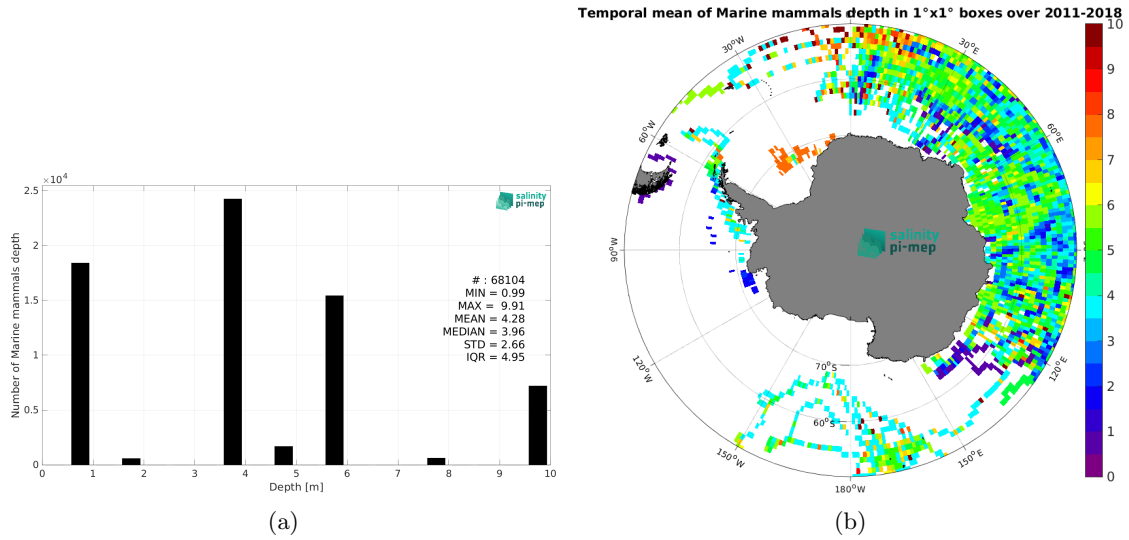 Temporal mean of Marine mammals depth in 1°x1° boxes over 2011-2018
×10⁴
2.5
2
1.5
1
0.5
0
0 1 2 3 4 5 6 7 8 9 10
Depth [m]
Number of Marine mammals depth
salinity
pi-mep
# : 68104
MIN = 0.99
MAX = 9.91
MEAN = 4.28
MEDIAN = 3.96
STD = 2.66
IQR = 4.95
(a)
30°W
30°E
60°W
60°E
90°W
120°W
120°E
150°W
150°E
180°W
70°S
60°S
salinity
pi-mep
10
9
8
7
6
5
4
3
2
1
0
(b)